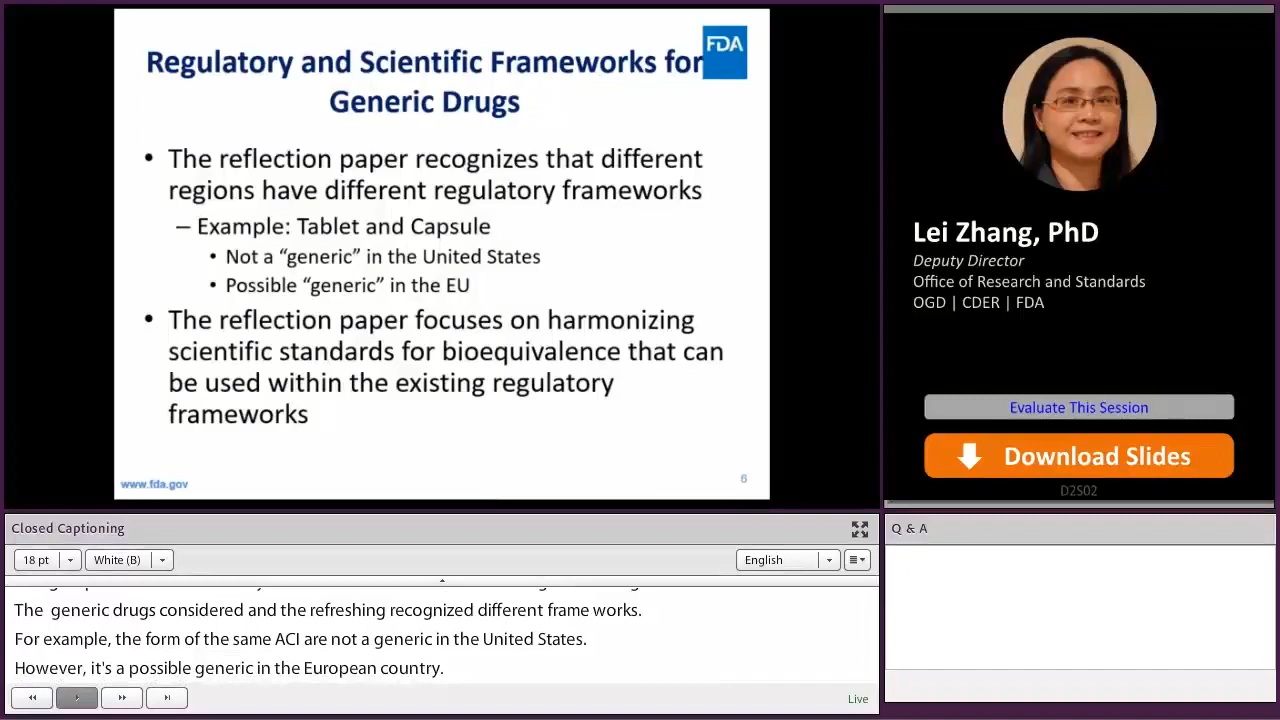 Regulatory and Scientific Frameworks for
Generic Drugs
FDA
• The reflection paper recognizes that different
regions have different regulatory frameworks
– Example: Tablet and Capsule
• Not a “generic” in the United States
• Possible “generic” in the EU
• The reflection paper focuses on harmonizing
scientific standards for bioequivalence that can
be used within the existing regulatory
frameworks
www.fda.gov
6
Lei Zhang, PhD
Deputy Director
Office of Research and Standards
OGD | CDER | FDA
Evaluate This Session
Download Slides
D2S02
Closed Captioning
18 pt
White (B)
English
The generic drugs considered and the refreshing recognized different frame works.
For example, the form of the same ACI are not a generic in the United States.
However, it's a possible generic in the European country.
Live
Q & A